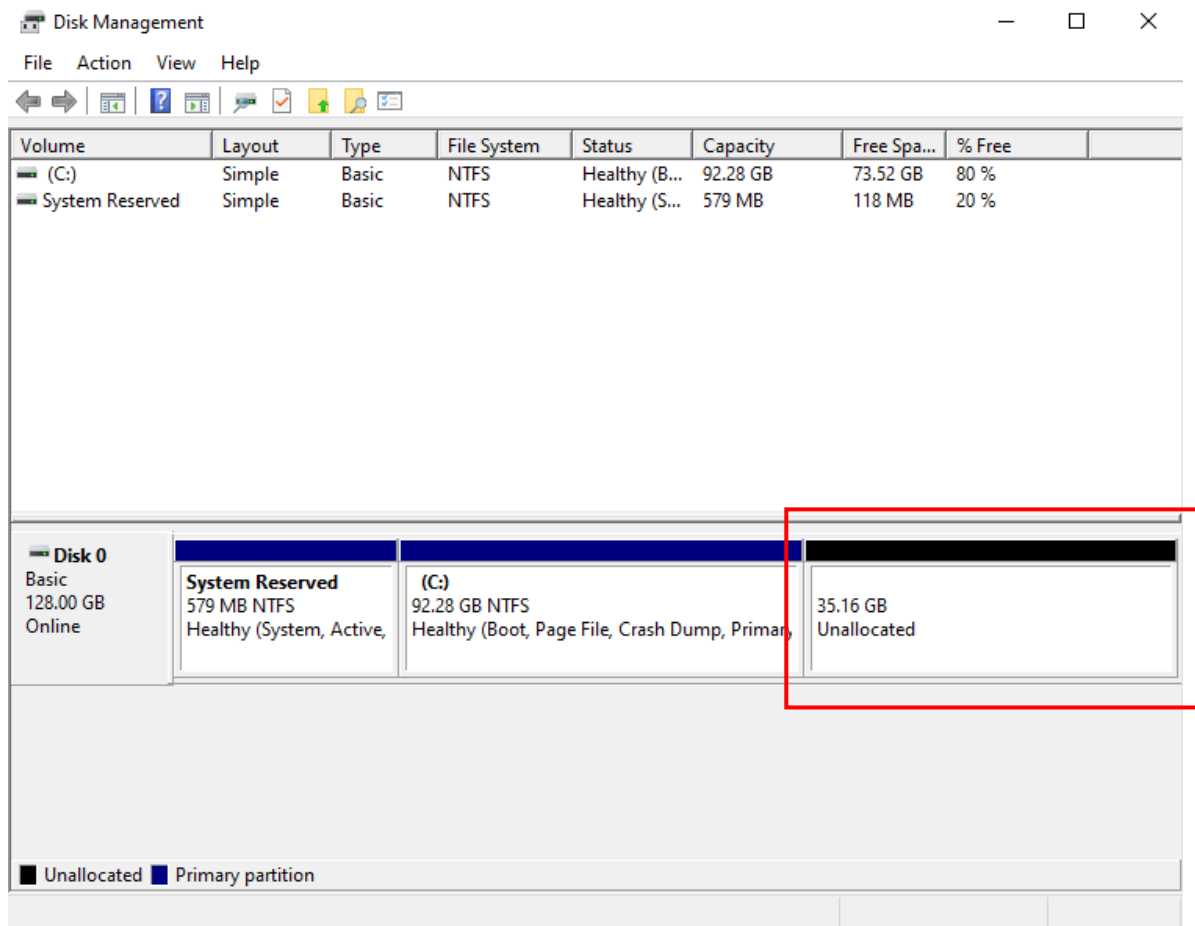 Disk Management
File Action View Help
Volume Layout Type File System Status Capacity Free Spa... % Free
(C:) Simple Basic NTFS Healthy (B... 92.28 GB 73.52 GB 80 %
System Reserved Simple Basic NTFS Healthy (S... 579 MB 118 MB 20 %
Disk 0
Basic
128.00 GB
Online
System Reserved
579 MB NTFS
Healthy (System, Active,
(C:)
92.28 GB NTFS
Healthy (Boot, Page File, Crash Dump, Primary,
35.16 GB
Unallocated
Unallocated Primary partition